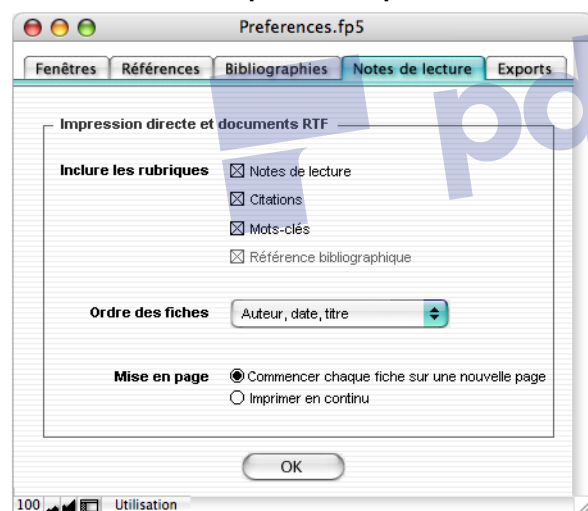 Preferences.fp5
Fenêtres Références Bibliographies Notes de lecture Exports
Impression directe et documents RTF
Inclure les rubriques Notes de lecture
Citations
Mots-clés
Référence bibliographique
Ordre des fiches Auteur, date, titre
Mise en page Commencer chaque fiche sur une nouvelle page
Imprimer en continu
OK
100 Utilisation